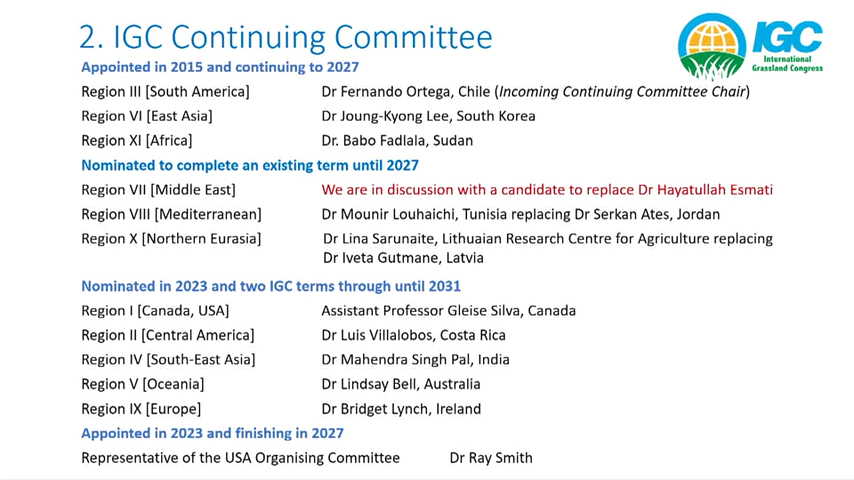 2. IGC Continuing Committee
IGC
International
Grassland Congress
Appointed in 2015 and continuing to 2027
Region III [South America] Dr Fernando Ortega, Chile (Incoming Continuing Committee Chair)
Region VI [East Asia] Dr Joung-Kyong Lee, South Korea
Region XI [Africa] Dr. Babo Fadlala, Sudan
Nominated to complete an existing term until 2027
Region VII [Middle East] We are in discussion with a candidate to replace Dr Hayatullah Esmati
Region VIII [Mediterranean] Dr Mounir Louhaichi, Tunisia replacing Dr Serkan Ates, Jordan
Region X [Northern Eurasia] Dr Lina Sarunaite, Lithuaian Research Centre for Agriculture replacing
Dr Iveta Gutmane, Latvia
Nominated in 2023 and two IGC terms through until 2031
Region I [Canada, USA] Assistant Professor Gleise Silva, Canada
Region II [Central America] Dr Luis Villalobos, Costa Rica
Region IV [South-East Asia] Dr Mahendra Singh Pal, India
Region V [Oceania] Dr Lindsay Bell, Australia
Region IX [Europe] Dr Bridget Lynch, Ireland
Appointed in 2023 and finishing in 2027
Representative of the USA Organising Committee Dr Ray Smith